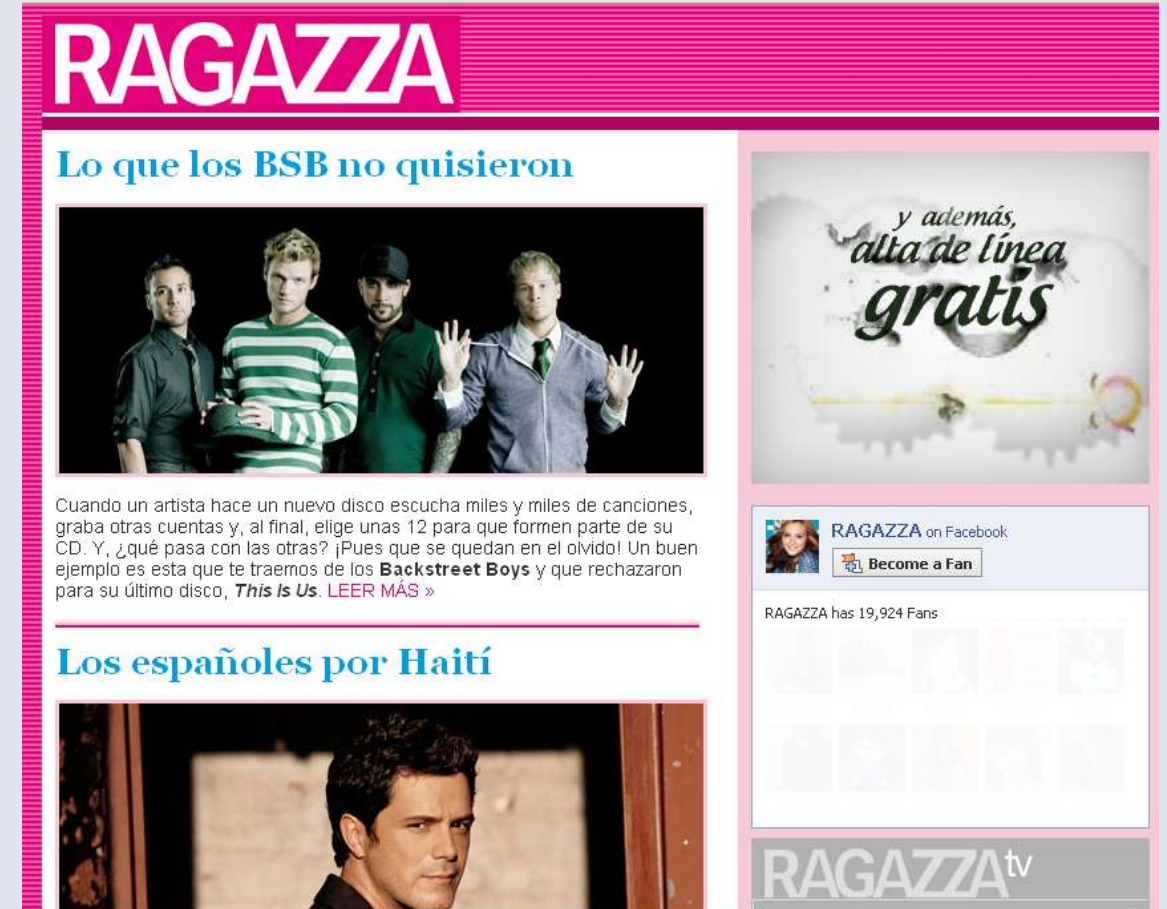 RAGAZZA
Lo que los BSB no quisieron
Cuando un artista hace un nuevo disco escucha miles y miles de canciones,
graba otras cuentas y, al final, elige unas 12 para que formen parte de su
CD. Y, ¿qué pasa con las otras? ¡Pues que se quedan en el olvido! Un buen
ejemplo es esta que te traemos de los Backstreet Boys y que rechazaron
para su último disco, This Is Us. LEER MÁS »
Los españoles por Haití
y además,
alta de línea
gratis
RAGAZZA on Facebook
Become a Fan
RAGAZZA has 19,924 Fans
RAGAZZAtv